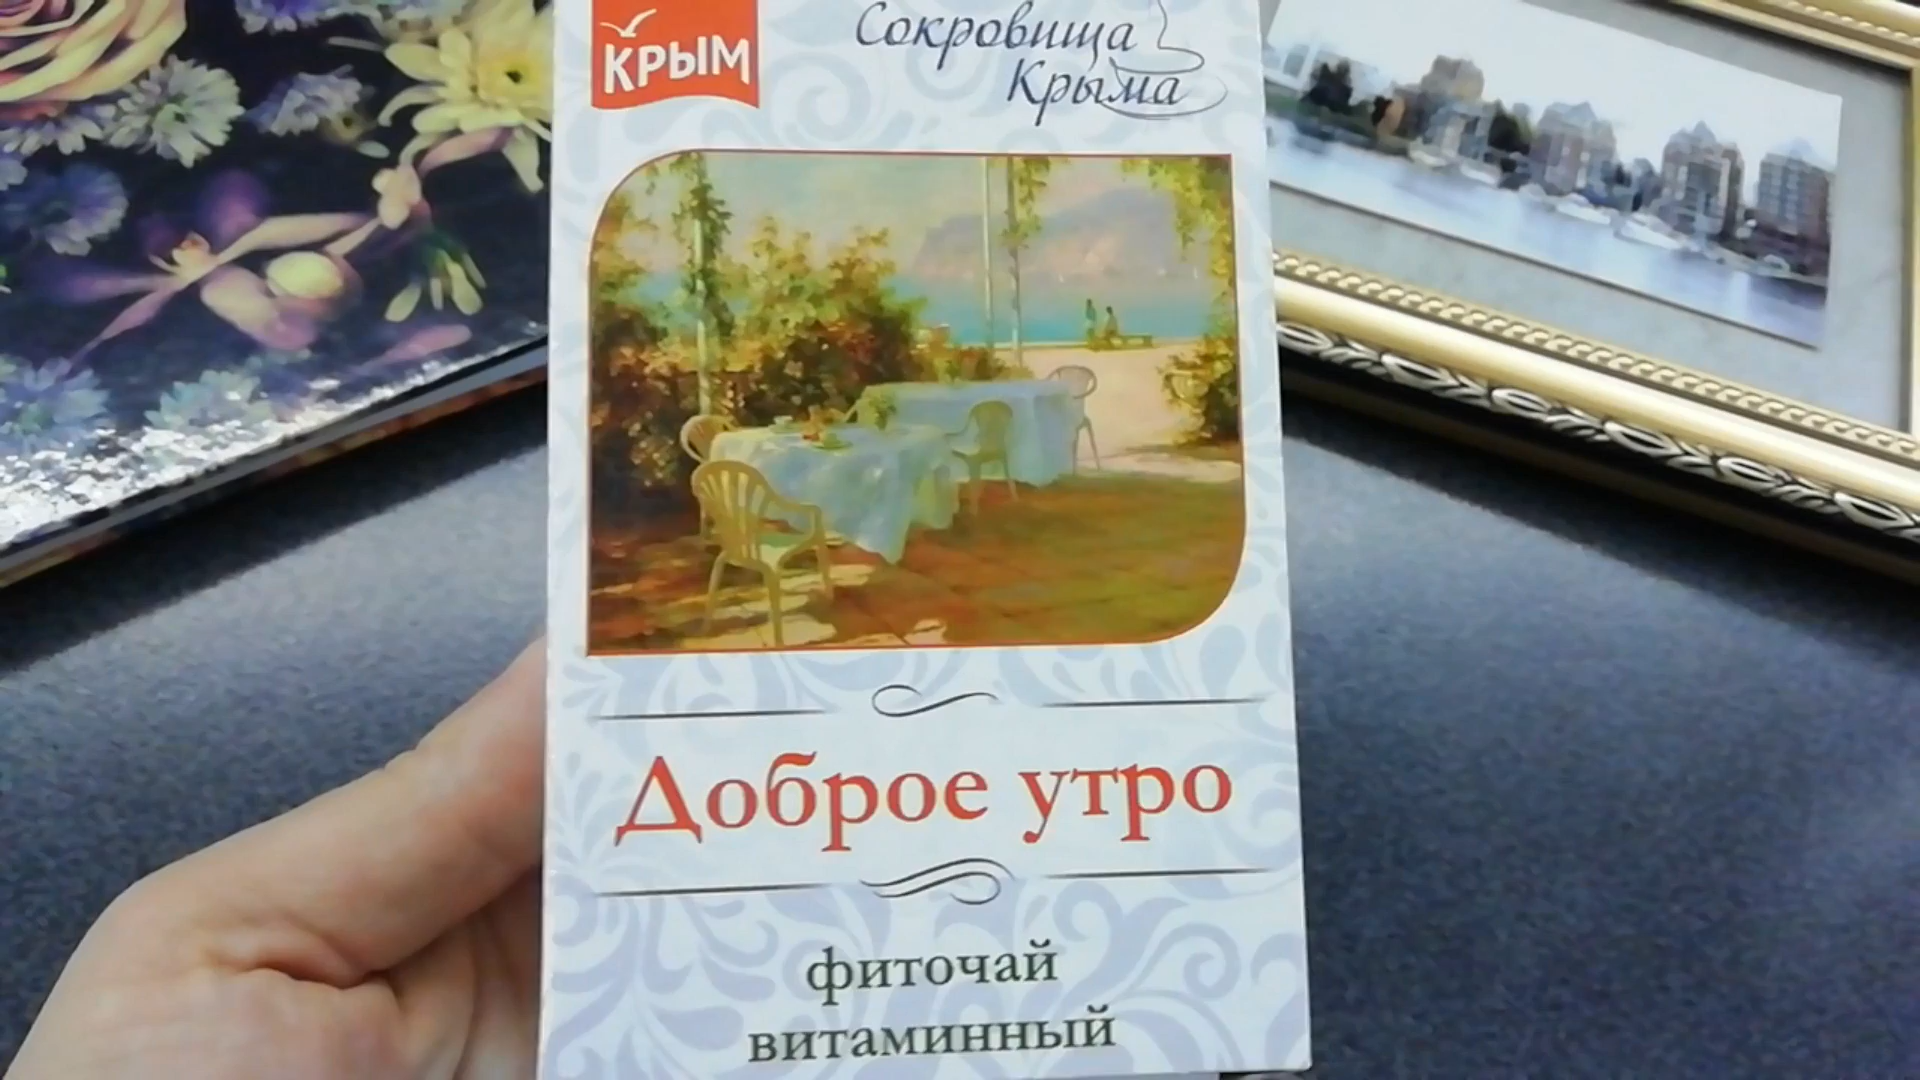 КРЫМ
Сокровища
Крыма
Доброе утро
фиточай
витаминный